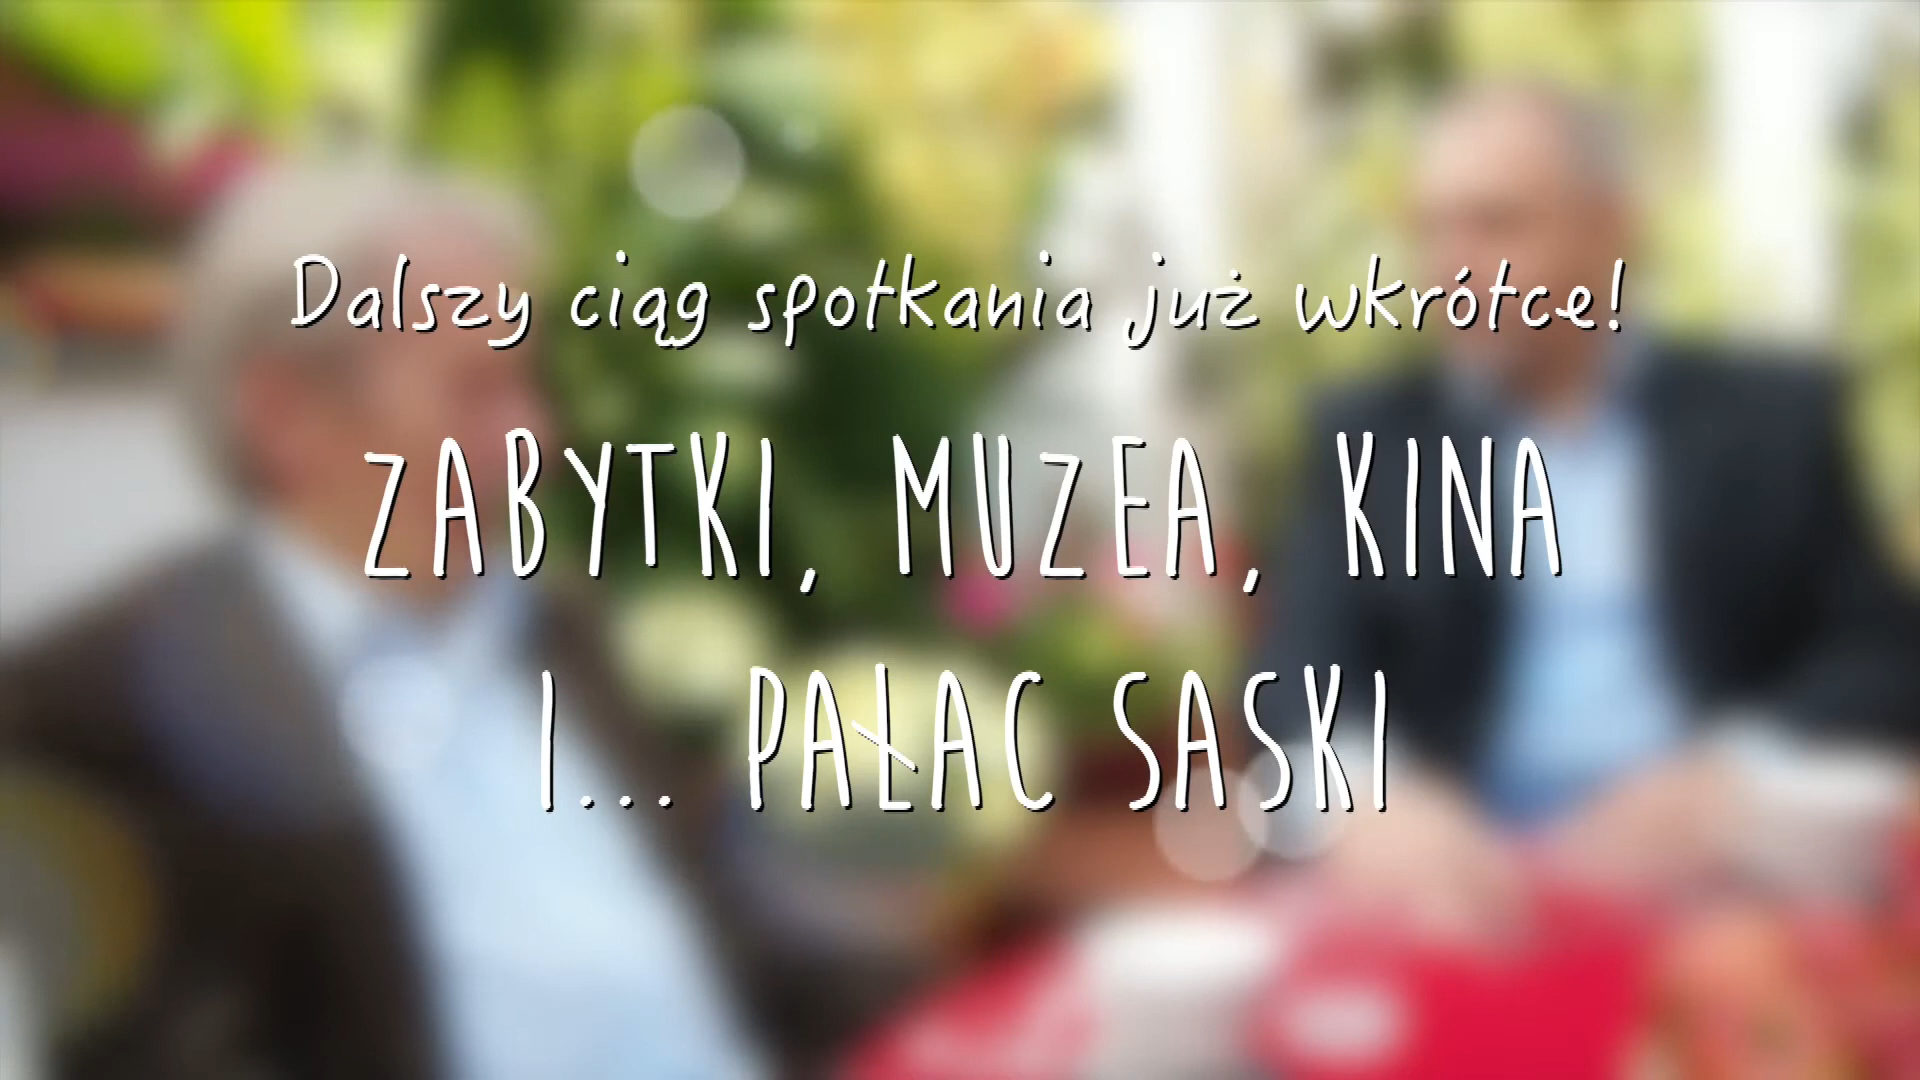 Dalszy ciąg spotkania już wkrótce!
ZABYTKI, MUZEA, KINA
I... PAŁAC SASKI